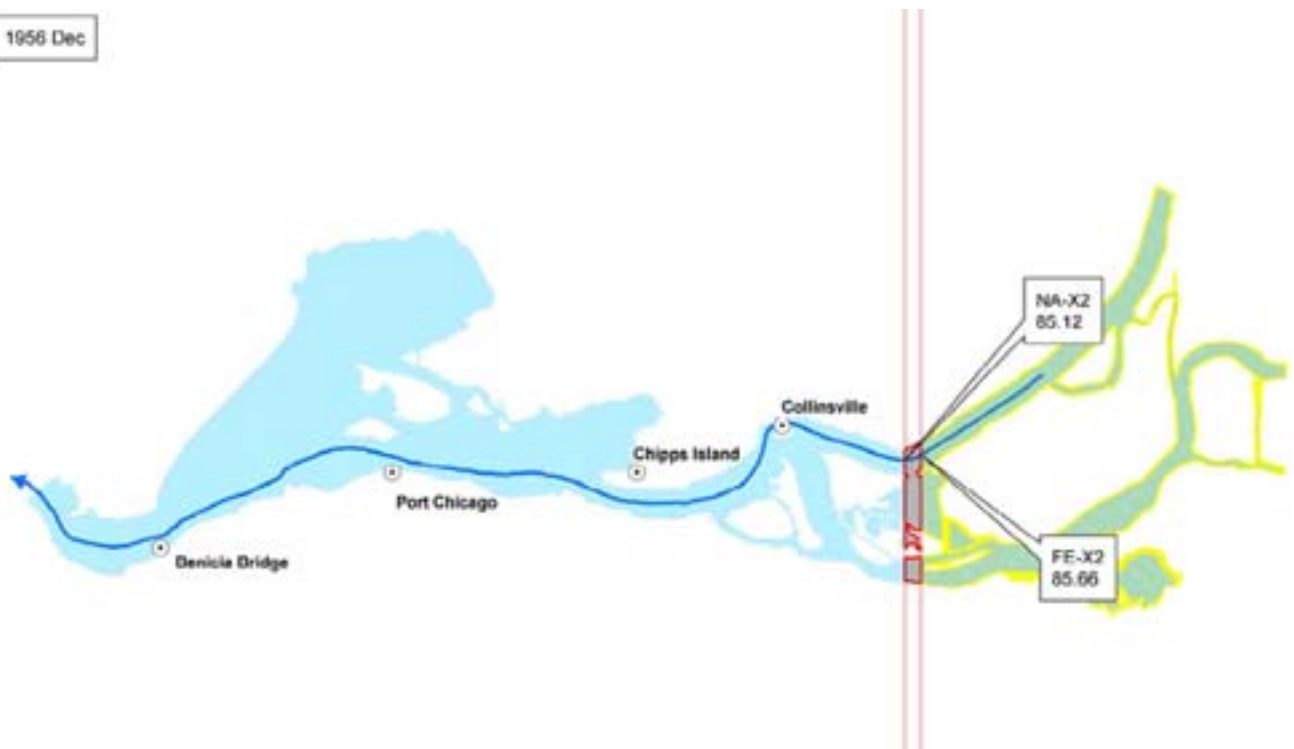 1956 Dec
NA-X2
85.12
Collinsville
Chipps Island
Port Chicago
Benicia Bridge
FE-X2
85.66